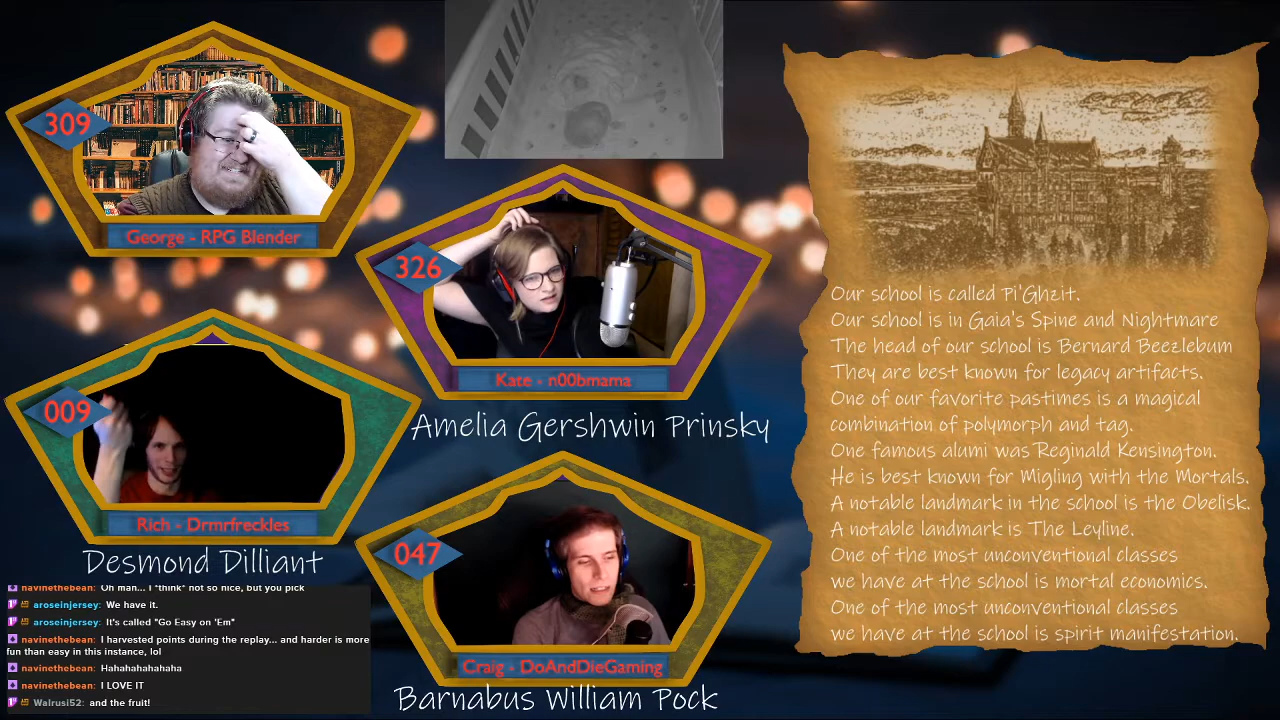 309
George - RPG Blender
326
Kate - n00bmama
Amelia Gershwin Prinsky
009
Rich - Drmrfreckles
Desmond Dilliant
047
Craig - DoAndDieGaming
Barnabus William Pock
navinethebean: Oh man... I *think* not so nice, but you pick
aroseinjersey: We have it.
aroseinjersey: It's called "Go Easy on 'Em"
navinethebean: I harvested points during the replay... and harder is more
fun than easy in this instance, lol
navinethebean: Hahahahahahaha
navinethebean: I LOVE IT
Walrusi52: and the fruit!
Our school is called Pi'Ghzit.
Our school is in Gaia's Spine and Nightmare
The head of our school is Bernard Beezlebum
They are best known for legacy artifacts.
One of our favorite pastimes is a magical
combination of polymorph and tag.
One famous alumi was Reginald Kensington.
He is best known for Migling with the Mortals.
A notable landmark in the school is the Obelisk.
A notable landmark is The Leyline.
One of the most unconventional classes
we have at the school is mortal economics.
One of the most unconventional classes
we have at the school is spirit manifestation.